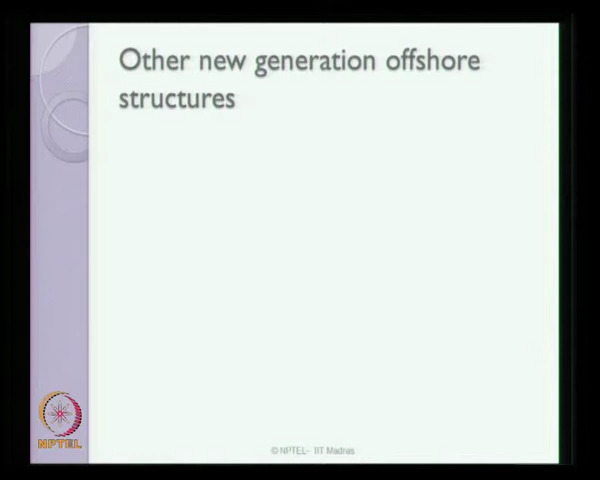 Other new generation offshore
structures
NPTEL
© NPTEL- IIT Madras